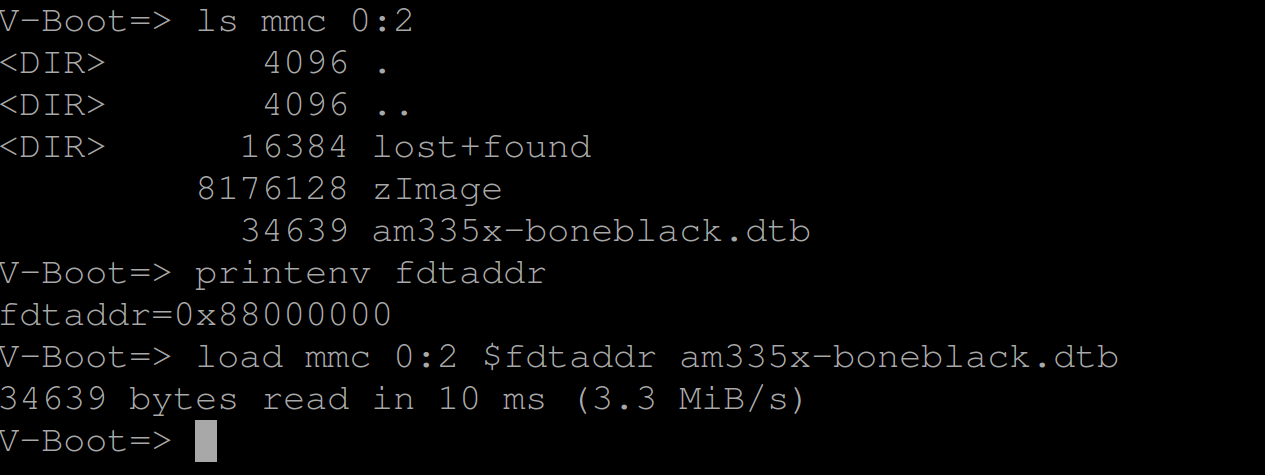 V-Boot=> ls mmc 0:2
<DIR>       4096 .
<DIR>       4096 ..
<DIR>      16384 lost+found
         8176128 zImage
           34639 am335x-boneblack.dtb
V-Boot=> printenv fdtaddr
fdtaddr=0x88000000
V-Boot=> load mmc 0:2 $fdtaddr am335x-boneblack.dtb
34639 bytes read in 10 ms (3.3 MiB/s)
V-Boot=>